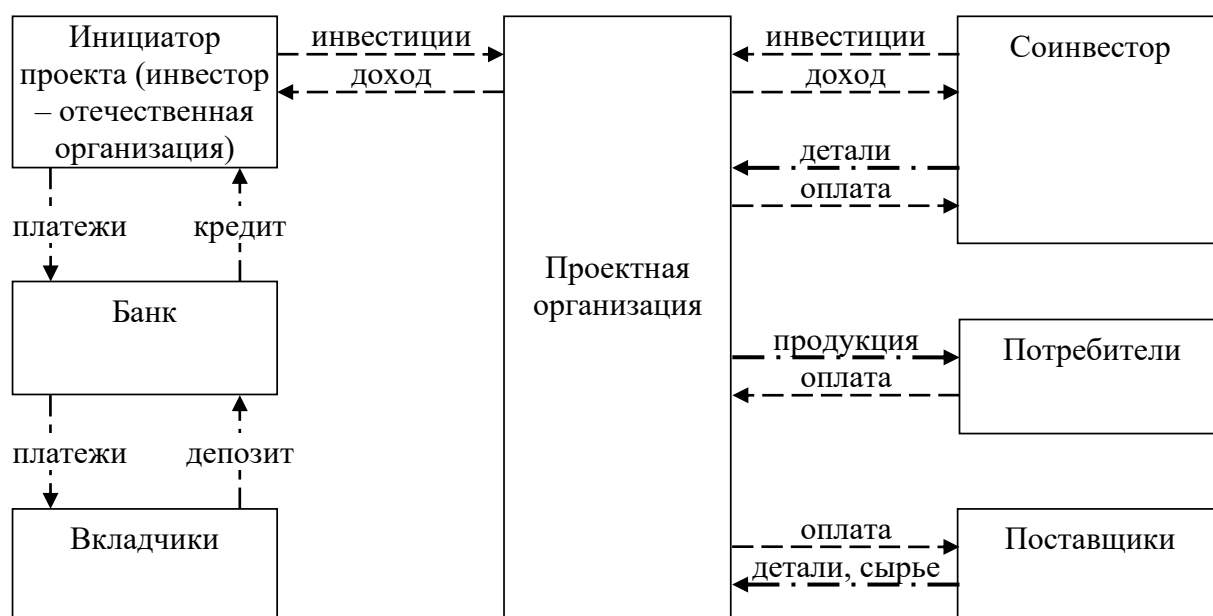 Инициатор
проекта (инвестор
– отечественная
организация)
инвестиции
доход
инвестиции
доход
Соинвестор
детали
оплата
платежи
кредит
Банк
Проектная
организация
продукция
оплата
Потребители
платежи
депозит
Вкладчики
оплата
детали, сырье
Поставщики